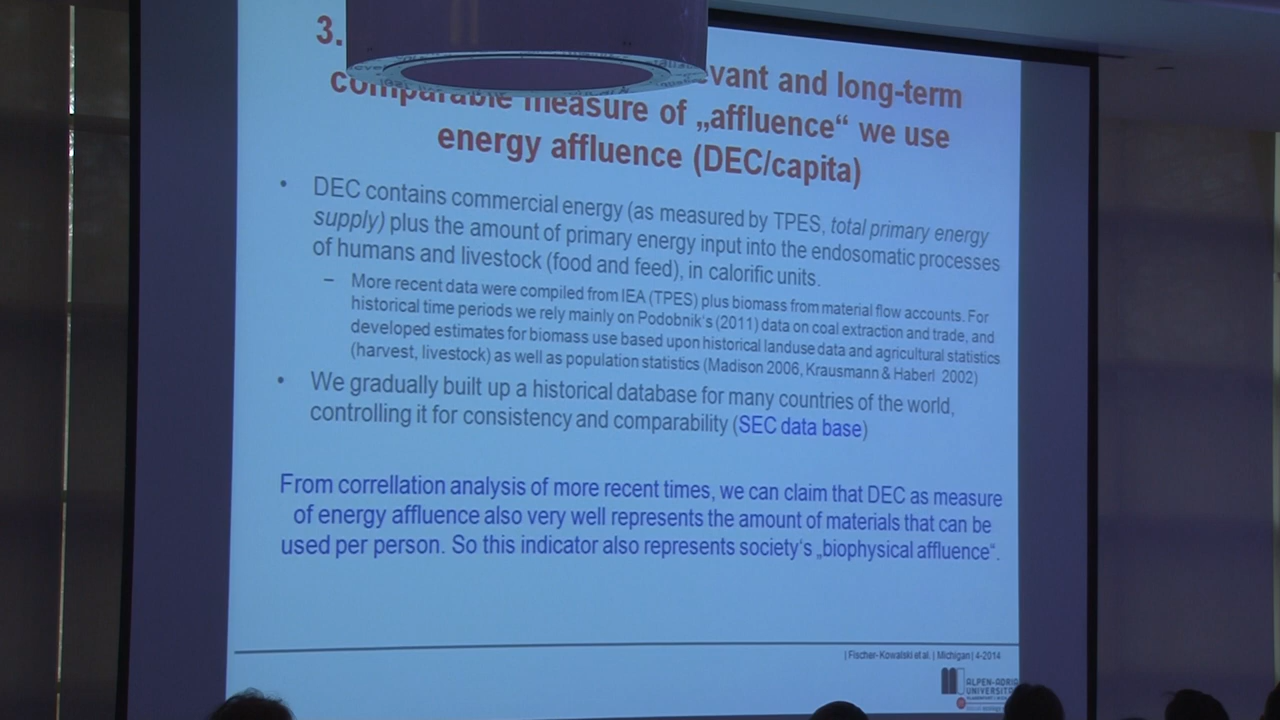 3.
vant and long-term
comparable measure of „affluence“ we use
energy affluence (DEC/capita)
• DEC contains commercial energy (as measured by TPES, total primary energy
supply) plus the amount of primary energy input into the endosomatic processes
of humans and livestock (food and feed), in calorific units.
– More recent data were compiled from IEA (TPES) plus biomass from material flow accounts. For
historical time periods we rely mainly on Podobnik‘s (2011) data on coal extraction and trade, and
developed estimates for biomass use based upon historical landuse data and agricultural statistics
(harvest, livestock) as well as population statistics (Madison 2006, Krausmann & Haberl 2002)
• We gradually built up a historical database for many countries of the world,
controlling it for consistency and comparability (SEC data base)
From correllation analysis of more recent times, we can claim that DEC as measure
of energy affluence also very well represents the amount of materials that can be
used per person. So this indicator also represents society‘s „biophysical affluence“.
| Fischer-Kowalski et al. | Michigan | 4-2014
ALPEN-ADRIA
UNIVERSITÄ